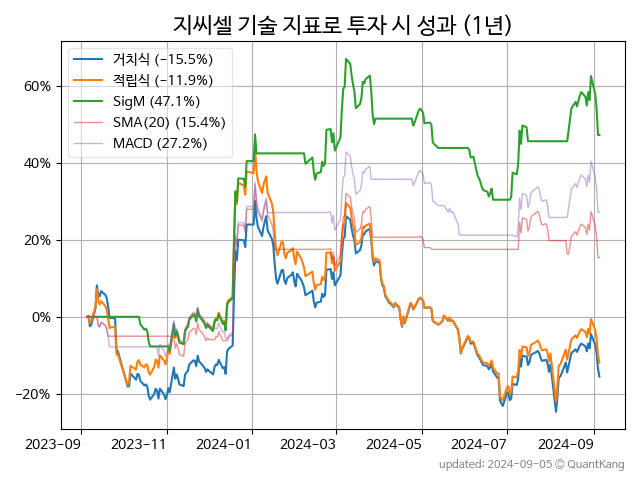 지씨셀 기술 지표로 투자 시 성과 (1년)
거치식 (−15.5%)
적립식 (−11.9%)
SigM (47.1%)
SMA(20) (15.4%)
MACD (27.2%)
60%
40%
20%
0%
−20%
2023-09 2023-11 2024-01 2024-03 2024-05 2024-07 2024-09
updated: 2024-09-05 © QuantKang